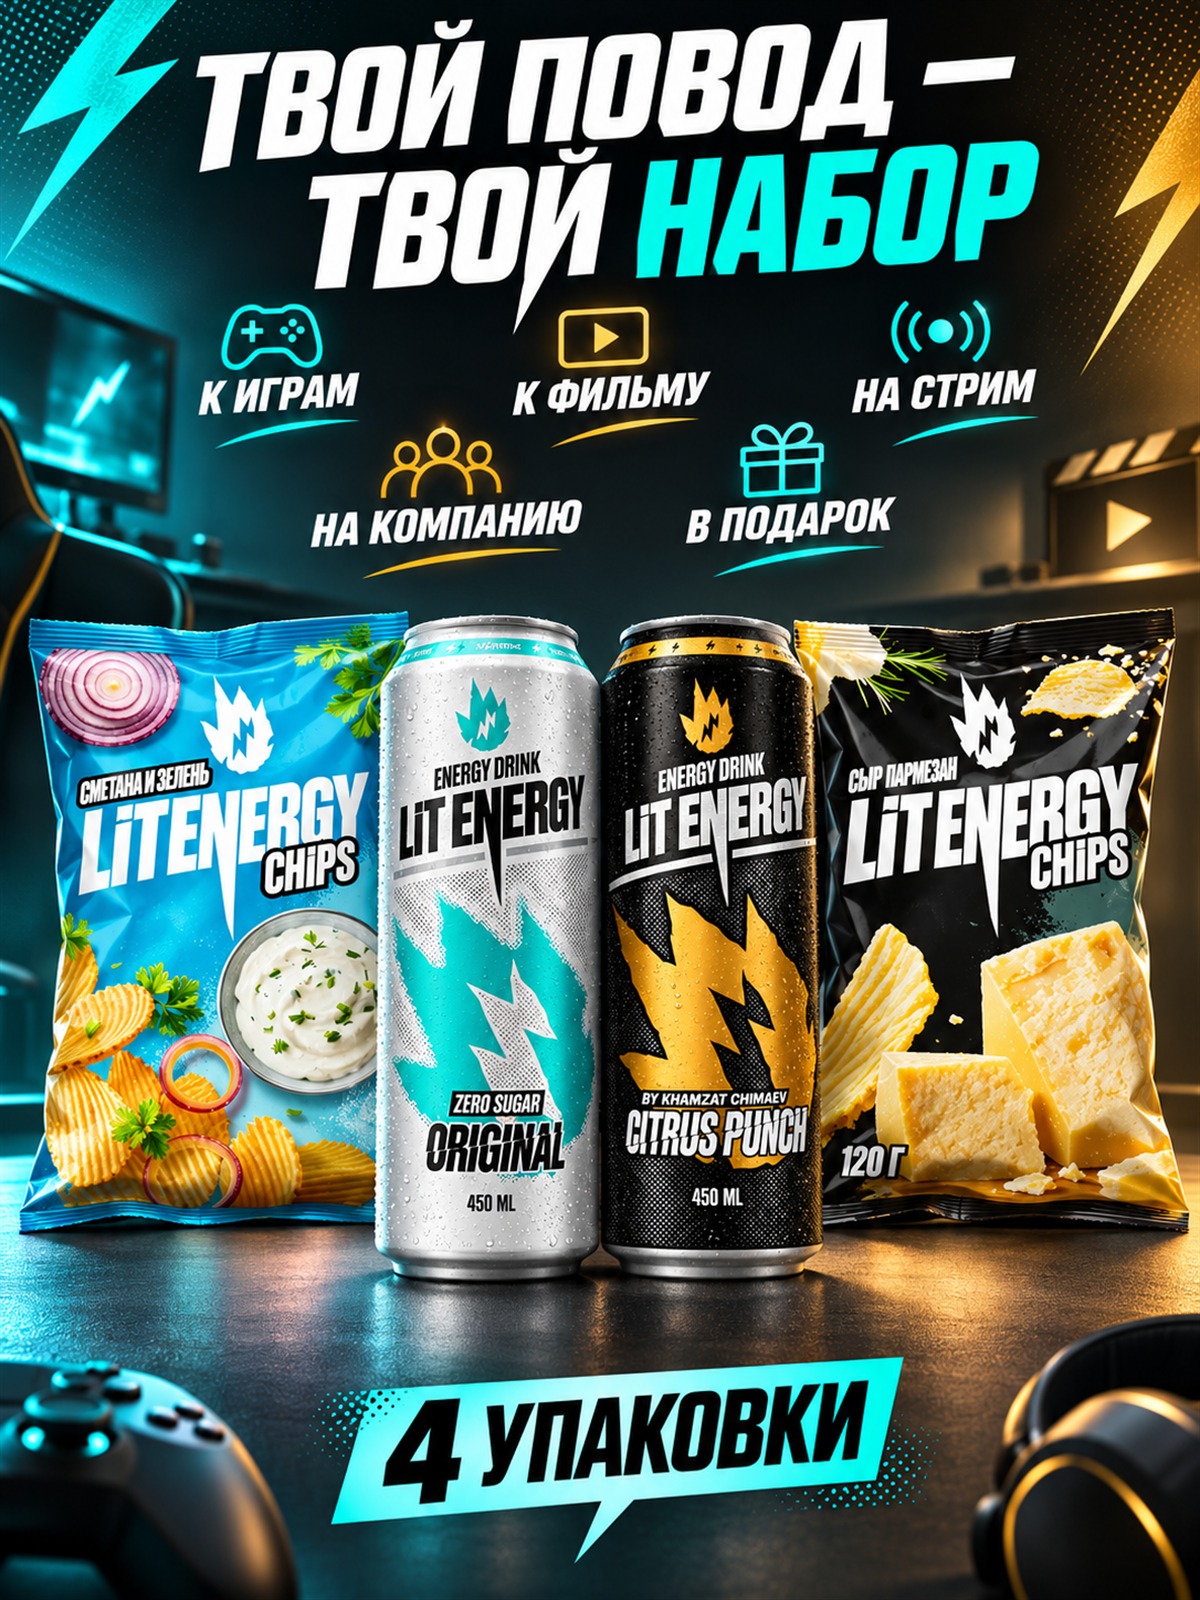 ТВОЙ ПОВОД –
ТВОЙ НАБОР
К ИГРАМ
К ФИЛЬМУ
НА СТРИМ
НА КОМПАНИЮ
В ПОДАРОК
СМЕТАНА И ЗЕЛЕНЬ
LiTENERGY
CHiPS
ENERGY DRINK
LiT ENERGY
ZERO SUGAR
ORIGINAL
450 ML
ENERGY DRINK
LiT ENERGY
BY KHAMZAT CHIMAEV
CITRUS PUNCH
450 ML
СЫР ПАРМЕЗАН
LiTENERGY
CHiPS
120 Г
4 УПАКОВКИ